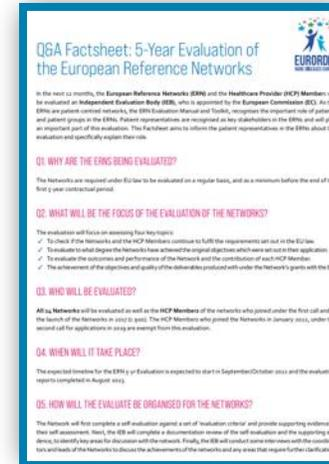 Q&A Factsheet: 5-Year Evaluation of
the European Reference Networks
EURORDIS
In the next 12 months, the European Reference Networks (ERN) and the Healthcare Provider (HCP) Members
be evaluated an Independent Evaluation Body (IEB), who is appointed by the European Commission (EC). As
ERNs are patient centred networks, the ERN Evaluation Manual and Toolkit, recognises the important role of
and patient groups in the ERNs. Patient representatives are recognised as key stakeholders in the ERNs and will
an important part of this evaluation. This Factsheet aims to inform the patient representatives in the ERNs about
evaluation and specifically explain their role.
Q1. WHY ARE THE ERNS BEING EVALUATED?
The Networks are required under EU law to be evaluated on a regular basis, and as a minimum before the end of
first 5 year contractual period.
Q2. WHAT WILL BE THE FOCUS OF THE EVALUATION OF THE NETWORKS?
The evaluation will focus on assessing four key topics:
✓ To check if the Networks and the HCP Members continue to fulfil the requirements set out in the EU law.
✓ To evaluate to what degree the Networks have achieved the original objectives which were set out in their application
✓ To evaluate the outcomes and performance of the Network and the contribution of each HCP Member.
✓ The achievement of the objectives and quality of the deliverables produced with under the Network's grants with the
Q3. WHO WILL BE EVALUATED?
All 24 Networks will be evaluated as well as the HCP Members of the networks who joined under the first call and
the launch of the Networks in 2017 (c.900). The HCP Members who joined the Networks in January 2022, under
second call for applications in 2019 are exempt from this evaluation.
Q4. WHEN WILL IT TAKE PLACE?
The expected timeline for the ERN 5 yr Evaluation is expected to start in September/October 2022 and the
reports completed in August 2023.
Q5. HOW WILL THE EVALUATE BE ORGANISED FOR THE NETWORKS?
The Network will first complete a self evaluation against a set of 'evaluation criteria' and provide supporting
their self assessment. Next, the IEB will complete a documentation review of the self evaluation and the supporting
dence, to identify key areas for discussion with the network. Finally, the IEB will conduct some interviews with the
tors and leads of the Networks to discuss the achievements of the networks and any areas that require further